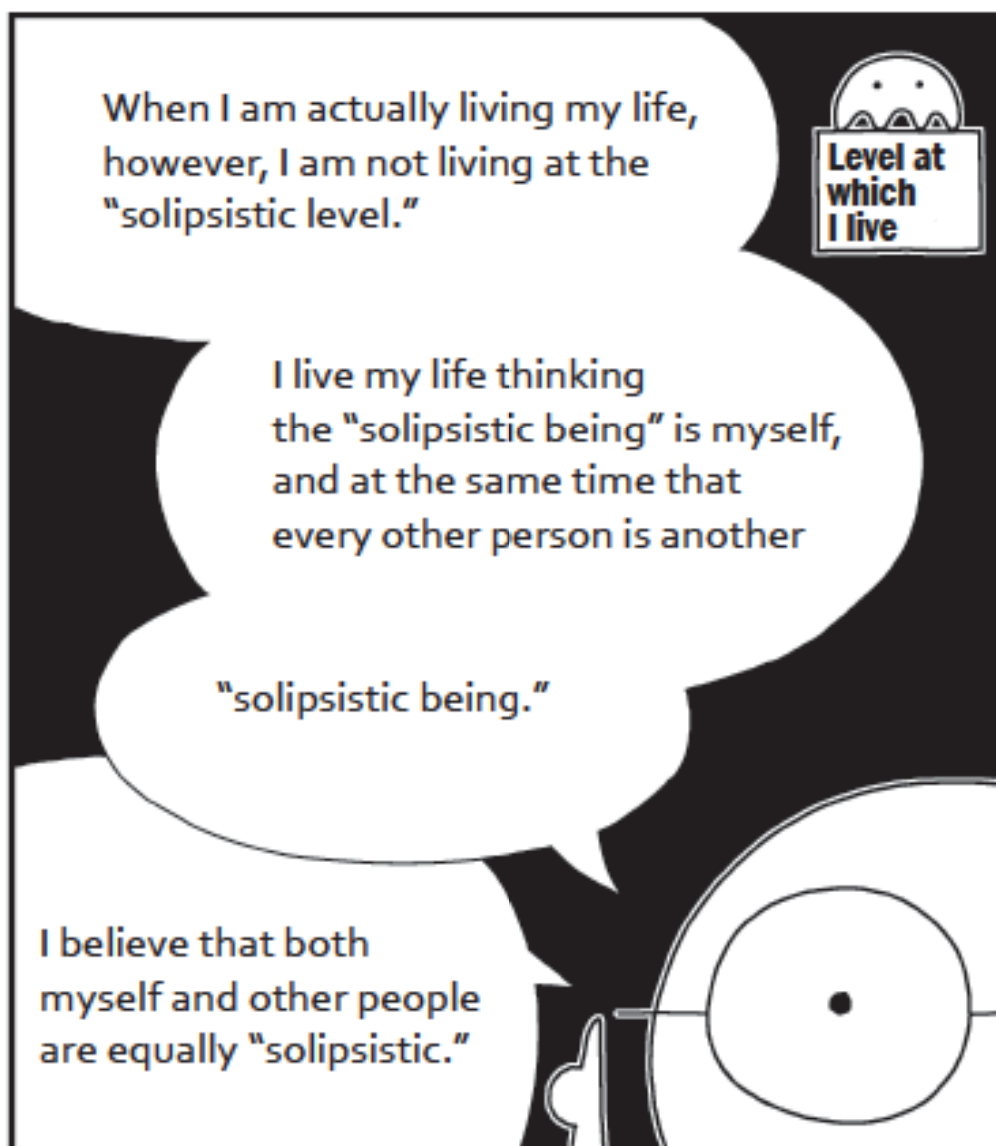 When I am actually living my life,
however, I am not living at the
“solipsistic level.”
Level at
which
I live
I live my life thinking
the “solipsistic being” is myself,
and at the same time that
every other person is another
“solipsistic being.”
I believe that both
myself and other people
are equally “solipsistic.”